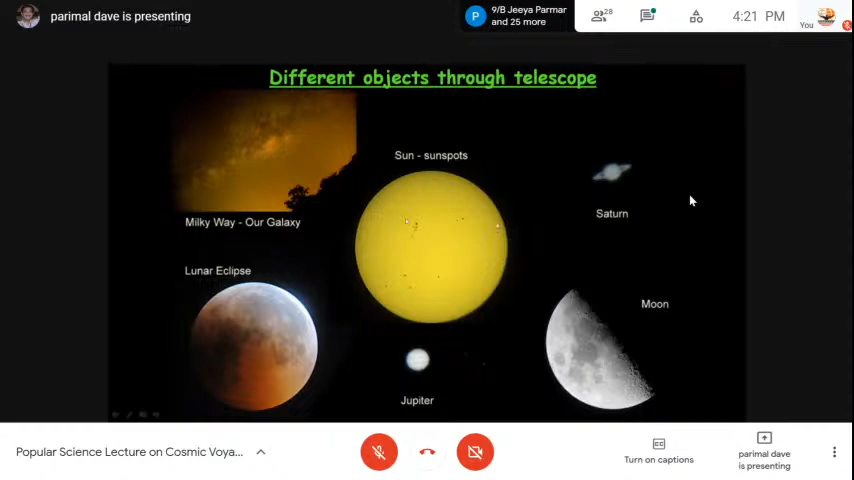 parimal dave is presenting
P
9/B Jeeya Parmar
and 25 more
28
4:21 PM
You
Different objects through telescope
Sun - sunspots
Saturn
Milky Way - Our Galaxy
Lunar Eclipse
Moon
Jupiter
Popular Science Lecture on Cosmic Voya...
CC
Turn on captions
parimal dave
is presenting